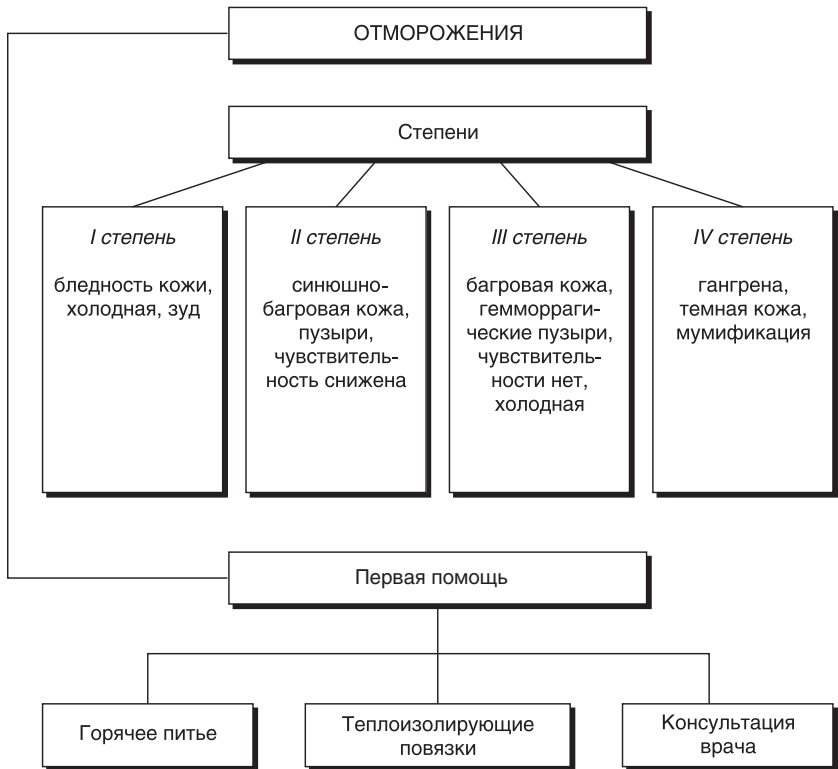 ОТМОРОЖЕНИЯ
Степени
I степень
бледность кожи,
холодная, зуд
II степень
синюшно-
багровая кожа,
пузыри,
чувствитель-
ность снижена
III степень
багровая кожа,
гемморраги-
ческие пузыри,
чувствитель-
ности нет,
холодная
IV степень
гангрена,
темная кожа,
мумификация
Первая помощь
Горячее питье
Теплоизолирующие
повязки
Консультация
врача